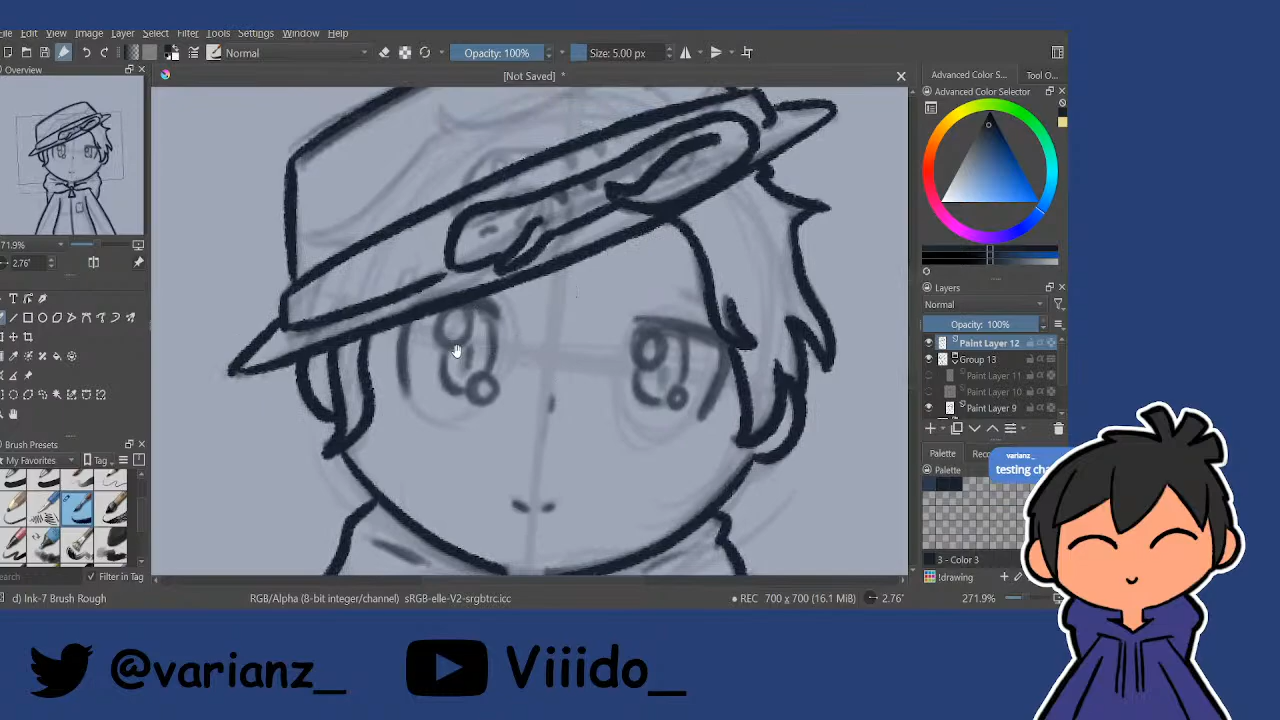 Edit View Image Layer Select Filter Tools Settings Window Help
Normal
Opacity: 100%
Size: 5.00 px
Overview
[Not Saved] *
Advanced Color S...
Tool O...
Advanced Color Selector
71.9%
2.76°
Layers
Normal
Opacity: 100%
Paint Layer 12
Group 13
Paint Layer 11
Paint Layer 10
Paint Layer 9
Brush Presets
My Favorites
Tag
Filter in Tag
Palette
Palette
varianz_
testing
3 - Color 3
!drawing
d) Ink-7 Brush Rough
RGB/Alpha (8-bit integer/channel) sRGB-elle-V2-srgbtrc.icc
REC 700 x 700 (16.1 MiB)
2.76°
271.9%
@varianz_
Viiido_